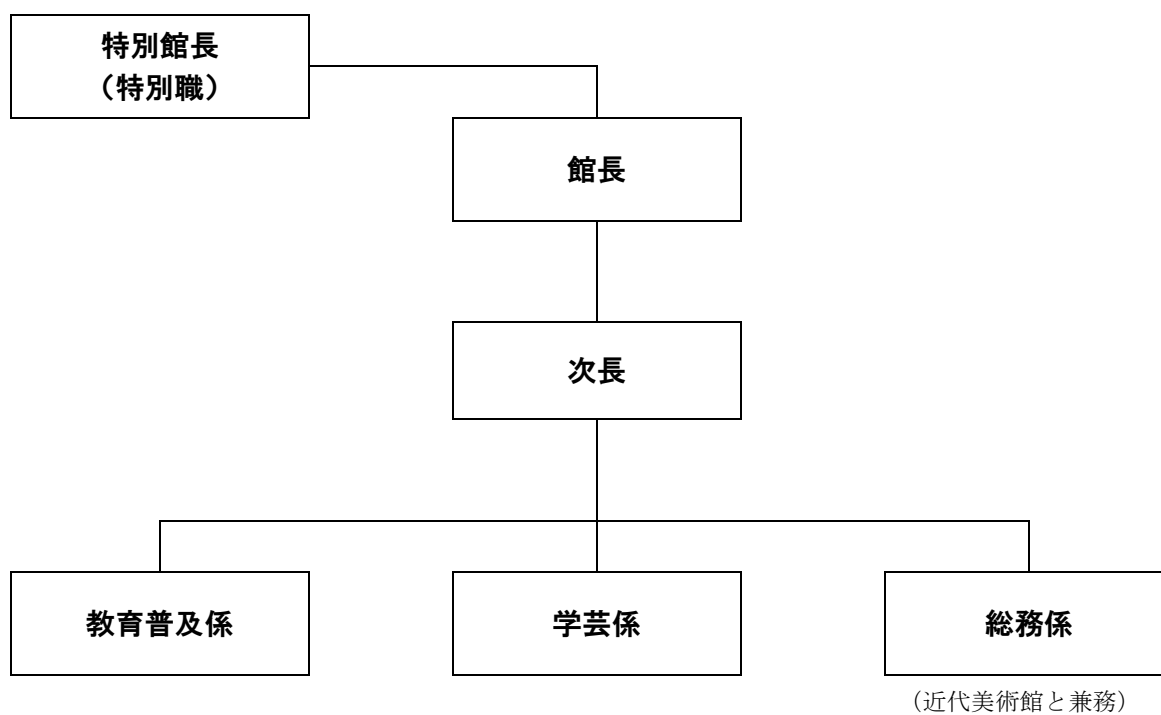 特別館長
（特別職）
館長
次長
教育普及係
学芸係
総務係
（近代美術館と兼務）